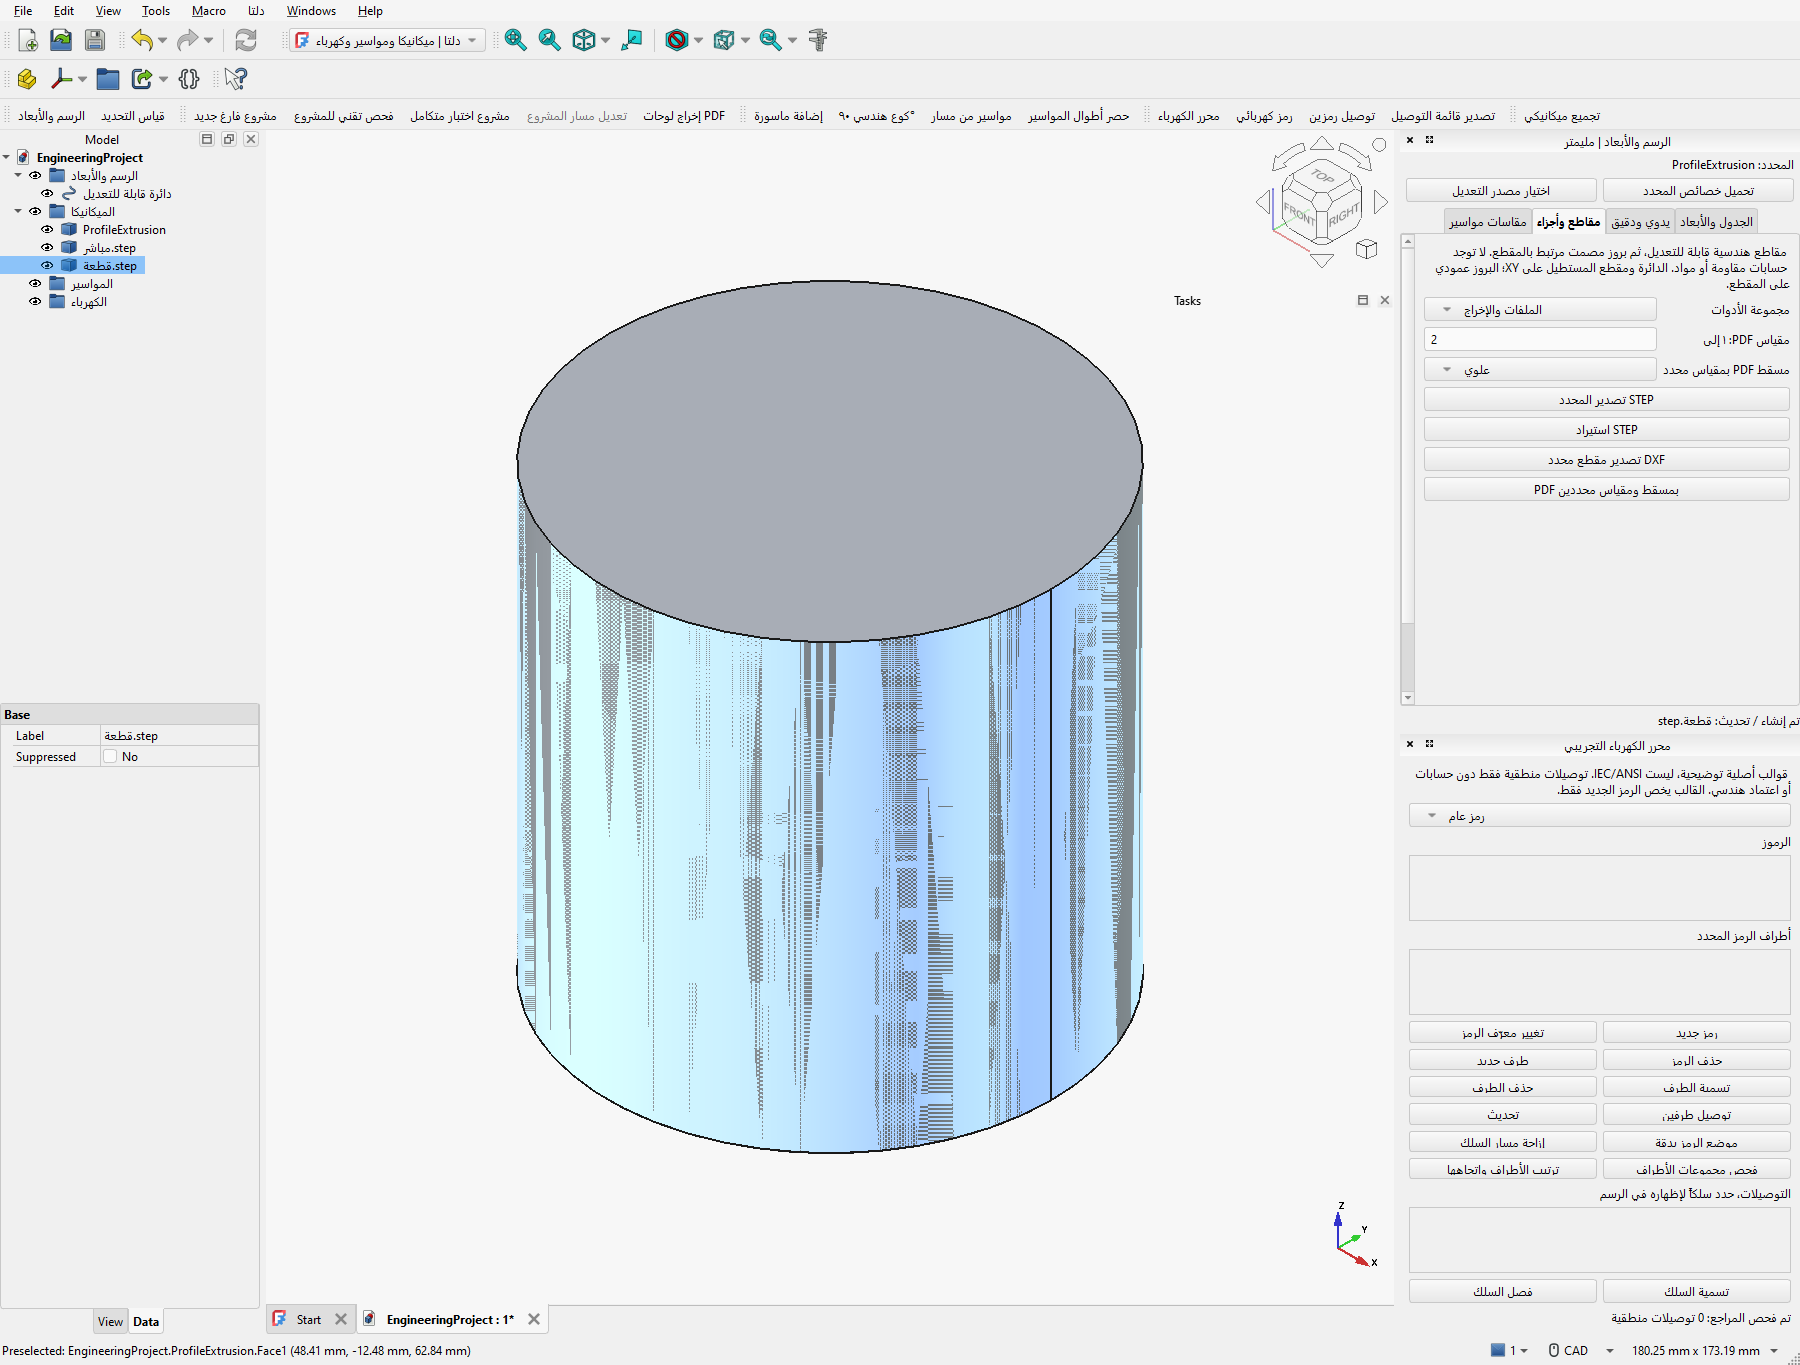 File Edit View Tools Macro دلتا Windows Help
دلتا | ميكانيكا ومواسير وكهرباء
الرسم والأبعاد قياس التحديد مشروع فارغ جديد فحص تقني للمشروع مشروع اختبار متكامل تعديل مسار المشروع إخراج لوحات PDF إضافة ماسورة كوع هندسي ٩٠° مواسير من مسار حصر أطوال المواسير محرر الكهرباء رمز كهربائي توصيل رمزين تصدير قائمة التوصيل تجميع ميكانيكي
Model
EngineeringProject
الرسم والأبعاد
دائرة قابلة للتعديل
الميكانيكا
ProfileExtrusion
مباشر.step
قطعة.step
المواسير
الكهرباء
Base
Label قطعة.step
Suppressed No
View Data
TOP
FRONT
RIGHT
Tasks
Z
Y
X
Start EngineeringProject : 1*
الرسم والأبعاد | مليمتر
المحدد: ProfileExtrusion
تحميل خصائص المحدد
اختيار مصدر التعديل
الجدول والأبعاد يدوي ودقيق مقاطع وأجزاء مقاسات مواسير
مقاطع هندسية قابلة للتعديل، ثم بروز مصمت مرتبط بالمقطع. لا توجد
حسابات مقاومة أو مواد. الدائرة ومقطع المستطيل على XY؛ البروز عمودي
على المقطع.
مجموعة الأدوات الملفات والإخراج
مقياس PDF:١ إلى 2
مسقط PDF بمقياس محدد علوي
تصدير المحدد STEP
استيراد STEP
تصدير مقطع محدد DXF
PDF بمسقط ومقياس محددين
تم إنشاء / تحديث: قطعة.step
محرر الكهرباء التجريبي
قوالب أصلية توضيحية، ليست IEC/ANSI. توصيلات منطقية فقط دون حسابات
أو اعتماد هندسي. القالب يخص الرمز الجديد فقط.
رمز عام
الرموز
أطراف الرمز المحدد
رمز جديد تغيير معرّف الرمز
حذف الرمز طرف جديد
تسمية الطرف حذف الطرف
توصيل طرفين تحديث
موضع الرمز بدقة إزاحة مسار السلك
فحص مجموعات الأطراف ترتيب الأطراف واتجاهها
التوصيلات، حدد سلكاً لإظهاره في الرسم
تسمية السلك فصل السلك
تم فحص المراجع: 0 توصيلات منطقية
Preselected: EngineeringProject.ProfileExtrusion.Face1 (48.41 mm, -12.48 mm, 62.84 mm)
1 CAD 180.25 mm x 173.19 mm